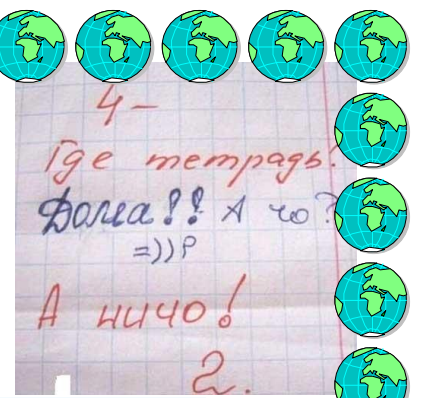 4-
Где тетрадь?
Дома!! А чо?
=))P
А ничо!
2.